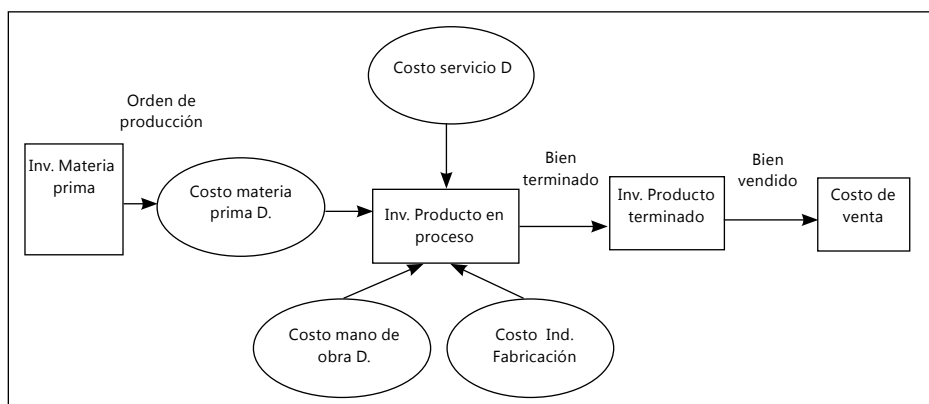 Costo servicio D
Orden de
producción
Inv. Materia
prima
Costo materia
prima D.
Inv. Producto en
proceso
Bien
terminado
Inv. Producto
terminado
Bien
vendido
Costo de
venta
Costo mano de
obra D.
Costo Ind.
Fabricación